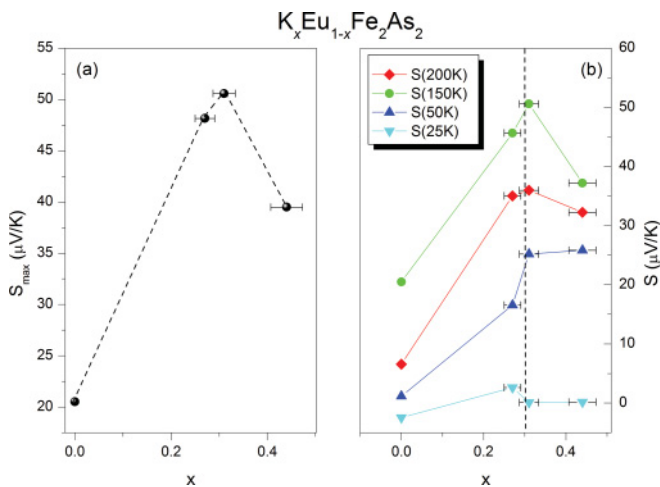 KxEu1-xFe2As2
(a)
Smax (μV/K)
55
50
45
40
35
30
25
20
0.0
0.2
0.4
x
S(200K)
S(150K)
S(50K)
S(25K)
(b)
60
50
40
30
20
10
0
S (μV/K)
0.0
0.2
0.4
x